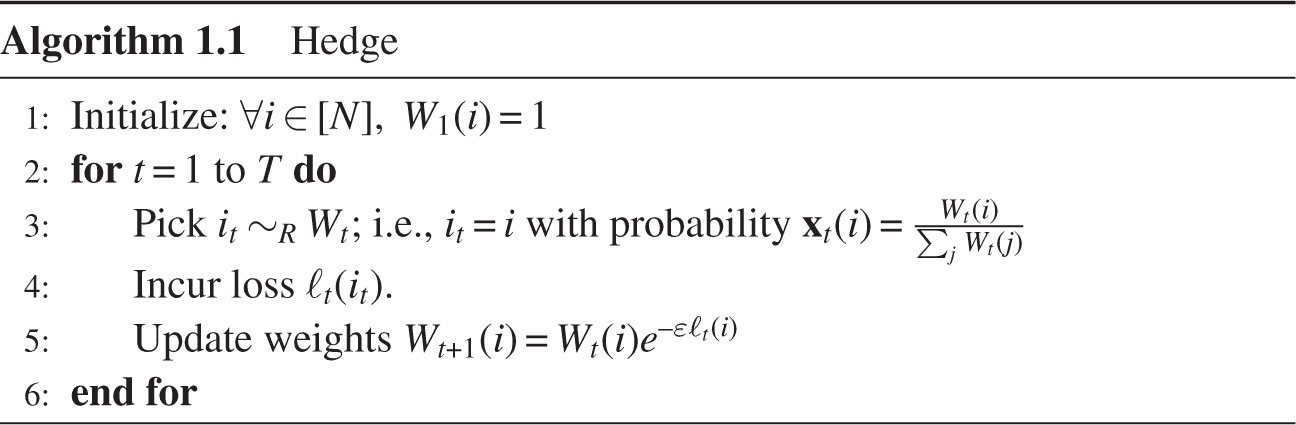 Algorithm 1.1 Hedge
1: Initialize: ∀i ∈ [N], W₁(i) = 1
2: for t = 1 to T do
3: Pick iₜ ∼R Wₜ; i.e., iₜ = i with probability xₜ(i) = Wₜ(i) / ∑ⱼ Wₜ(j)
4: Incur loss ℓₜ(iₜ).
5: Update weights Wₜ₊₁(i) = Wₜ(i)e^{–εℓₜ(i)}
6: end for